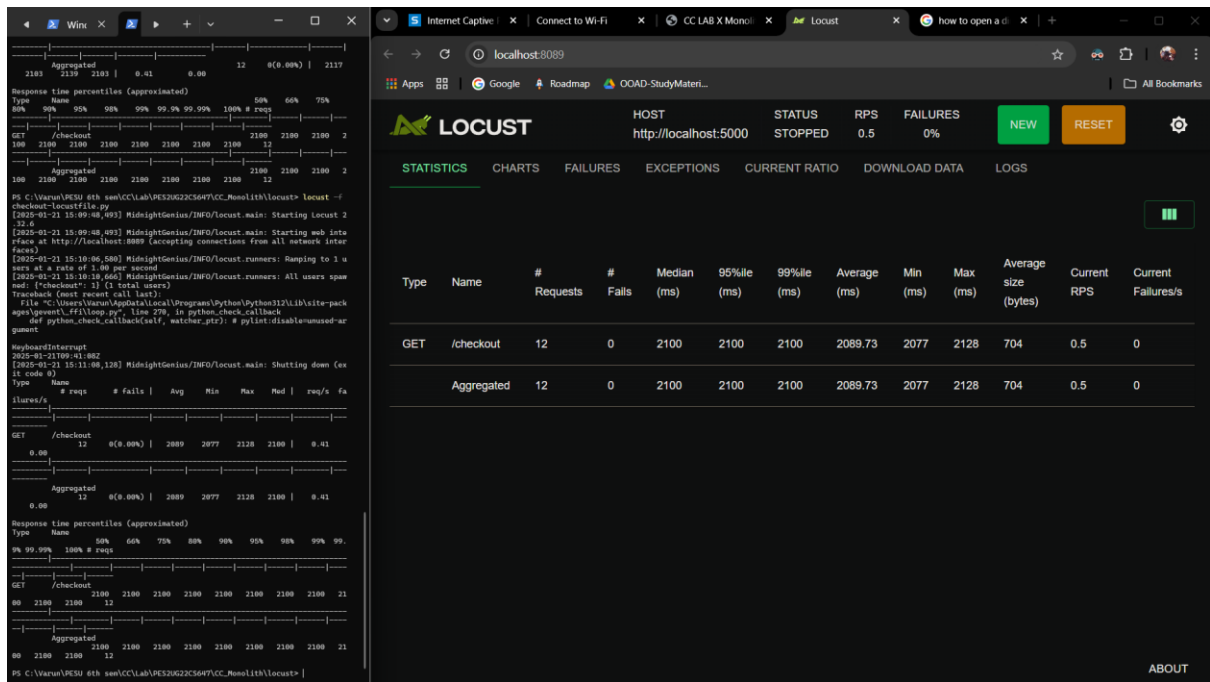 Winc
Aggregated 12 0(0.00%) | 2117
2103 2139 2103 | 0.41 0.00
Response time percentiles (approximated)
Type Name 50% 66% 75%
80% 90% 95% 98% 99% 99.9% 99.99% 100% # reqs
GET /checkout 2100 2100 2100 2
100 2100 2100 2100 2100 2100 2100 12
Aggregated 2100 2100 2100 2
100 2100 2100 2100 2100 2100 2100 12
PS C:\Varun\PESU 6th sem\CC\Lab\PES2UG22CS647\CC_Monolith\locust> locust -f
checkout-locustfile.py
[2025-01-21 15:09:48,493] MidnightGenius/INFO/locust.main: Starting Locust 2
.32.6
[2025-01-21 15:09:48,493] MidnightGenius/INFO/locust.main: Starting web inte
rface at http://localhost:8089 (accepting connections from all network inter
faces)
[2025-01-21 15:10:06,580] MidnightGenius/INFO/locust.runners: Ramping to 1 u
sers at a rate of 1.00 per second
[2025-01-21 15:10:10,666] MidnightGenius/INFO/locust.runners: All users spaw
ned: {"checkout": 1} (1 total users)
Traceback (most recent call last):
File "C:\Users\Varun\AppData\Local\Programs\Python\Python312\Lib\site-pack
ages\gevent\_ffi\loop.py", line 270, in python_check_callback
def python_check_callback(self, watcher_ptr): # pylint:disable=unused-ar
gument
KeyboardInterrupt
2025-01-21T09:41:08Z
[2025-01-21 15:11:08,128] MidnightGenius/INFO/locust.main: Shutting down (ex
it code 0)
Type Name
# reqs # fails | Avg Min Max Med | req/s fa
ilures/s
GET /checkout
12 0(0.00%) | 2089 2077 2128 2100 | 0.41
0.00
Aggregated
12 0(0.00%) | 2089 2077 2128 2100 | 0.41
0.00
Response time percentiles (approximated)
Type Name
50% 66% 75% 80% 90% 95% 98% 99% 99.
9% 99.99% 100% # reqs
GET /checkout
2100 2100 2100 2100 2100 2100 2100 2100 21
00 2100 2100 12
Aggregated
2100 2100 2100 2100 2100 2100 2100 2100 21
00 2100 2100 12
PS C:\Varun\PESU 6th sem\CC\Lab\PES2UG22CS647\CC_Monolith\locust>
Internet Captive Connect to Wi-Fi CC LAB X Monoli Locust how to open a di
localhost:8089
Apps Google Roadmap OOAD-StudyMateri... All Bookmarks
LOCUST
HOST STATUS RPS FAILURES
http://localhost:5000 STOPPED 0.5 0% NEW RESET
STATISTICS CHARTS FAILURES EXCEPTIONS CURRENT RATIO DOWNLOAD DATA LOGS
Type Name # Requests # Fails Median (ms) 95%ile (ms) 99%ile (ms) Average (ms) Min (ms) Max (ms) Average size (bytes) Current RPS Current Failures/s
GET /checkout 12 0 2100 2100 2100 2089.73 2077 2128 704 0.5 0
Aggregated 12 0 2100 2100 2100 2089.73 2077 2128 704 0.5 0
ABOUT